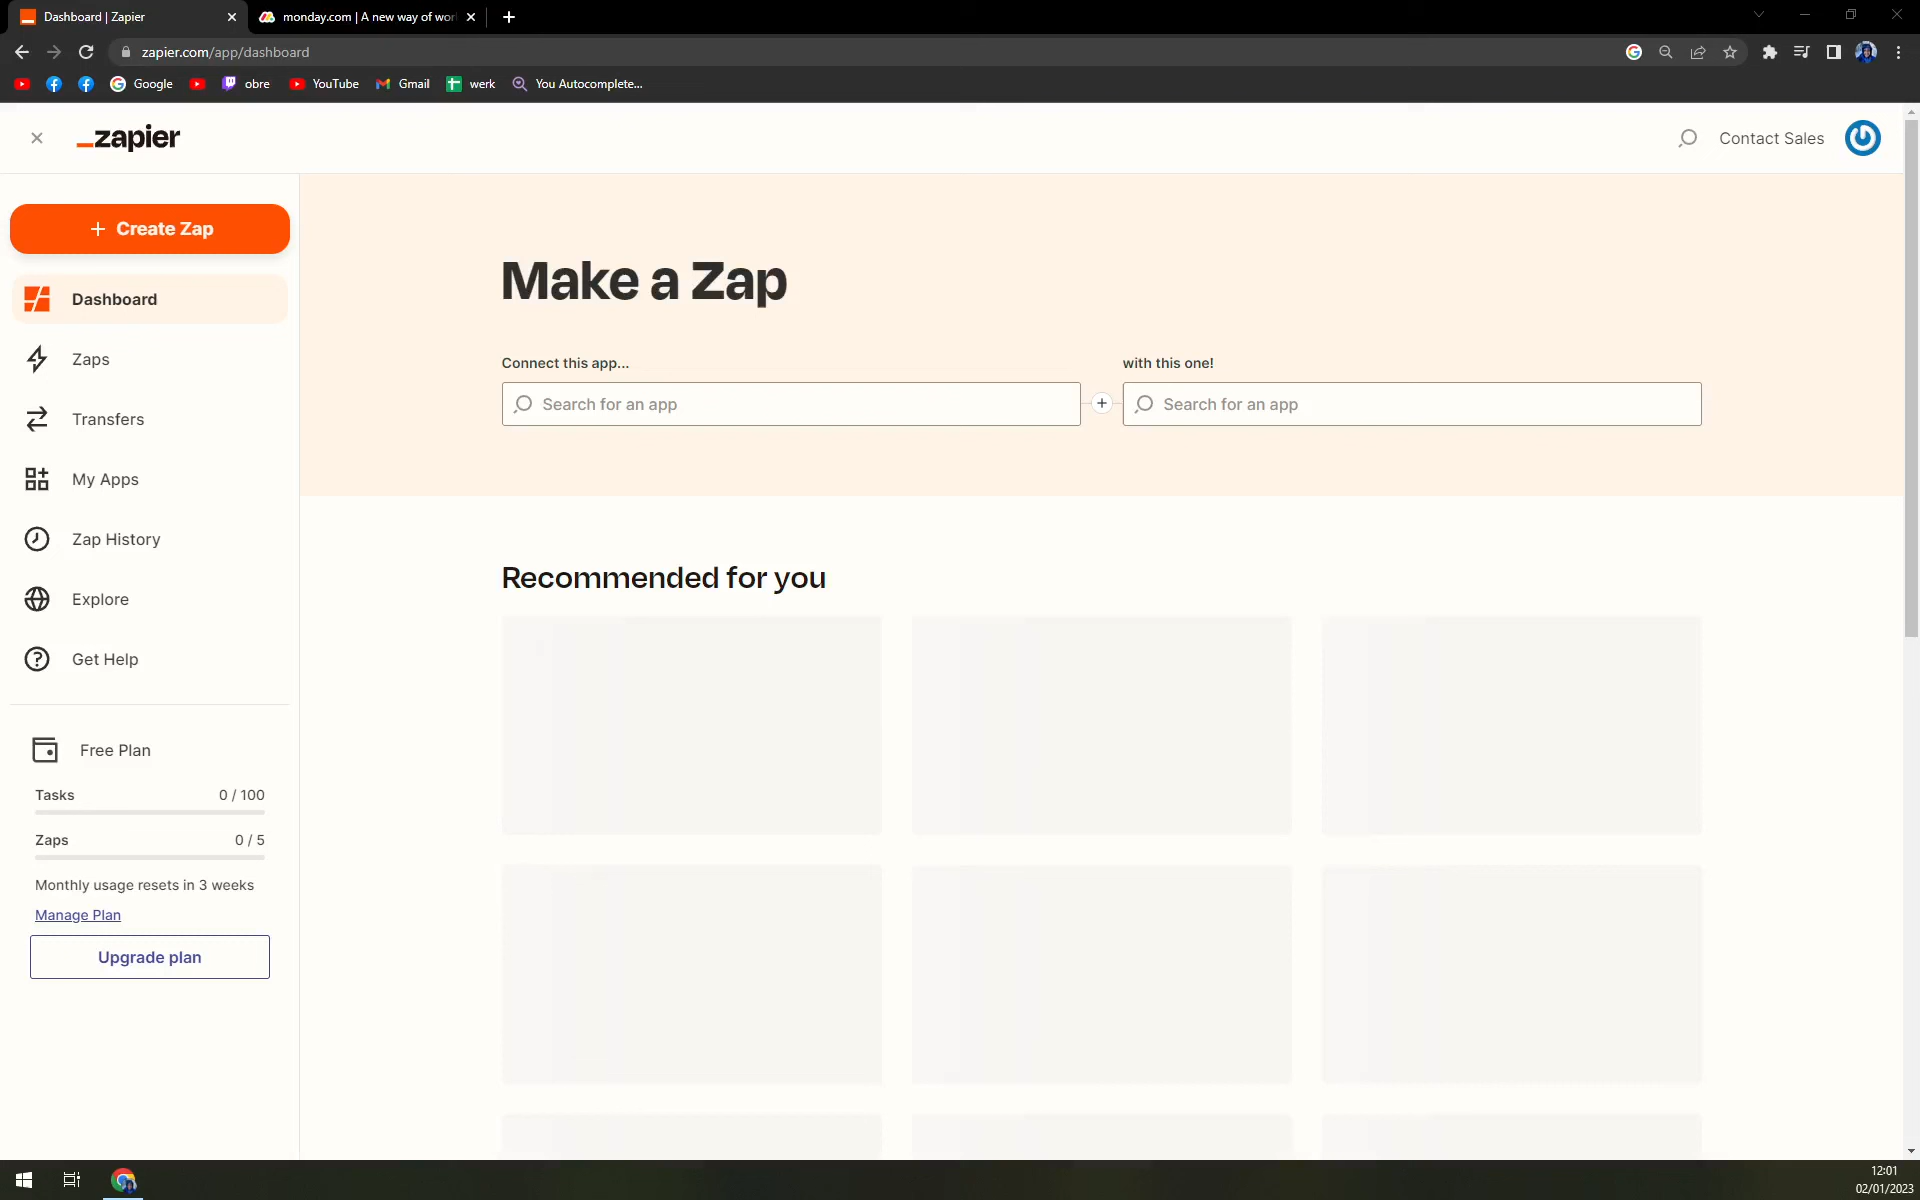 Dashboard | Zapier
monday.com | A new way of wor
zapier.com/app/dashboard
Google
obre
YouTube
Gmail
werk
You Autocomplete...
zapier
Contact Sales
+ Create Zap
Dashboard
Zaps
Transfers
My Apps
Zap History
Explore
Get Help
Free Plan
Tasks 0 / 100
Zaps 0 / 5
Monthly usage resets in 3 weeks
Manage Plan
Upgrade plan
Make a Zap
Connect this app...
with this one!
Search for an app
Search for an app
Recommended for you
12:01
02/01/2023